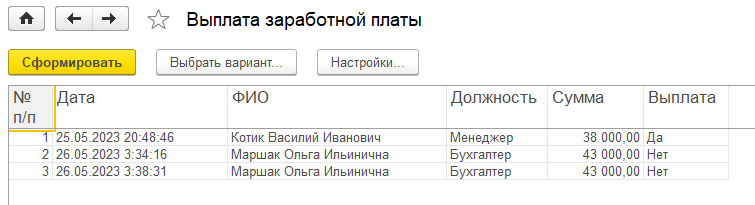 Выплата заработной платы
Сформировать Выбрать вариант... Настройки...
№ п/п Дата ФИО Должность Сумма Выплата
1 25.05.2023 20:48:46 Котик Василий Иванович Менеджер 38 000,00 Да
2 26.05.2023 3:34:16 Маршак Ольга Ильинична Бухгалтер 43 000,00 Нет
3 26.05.2023 3:38:31 Маршак Ольга Ильинична Бухгалтер 43 000,00 Нет